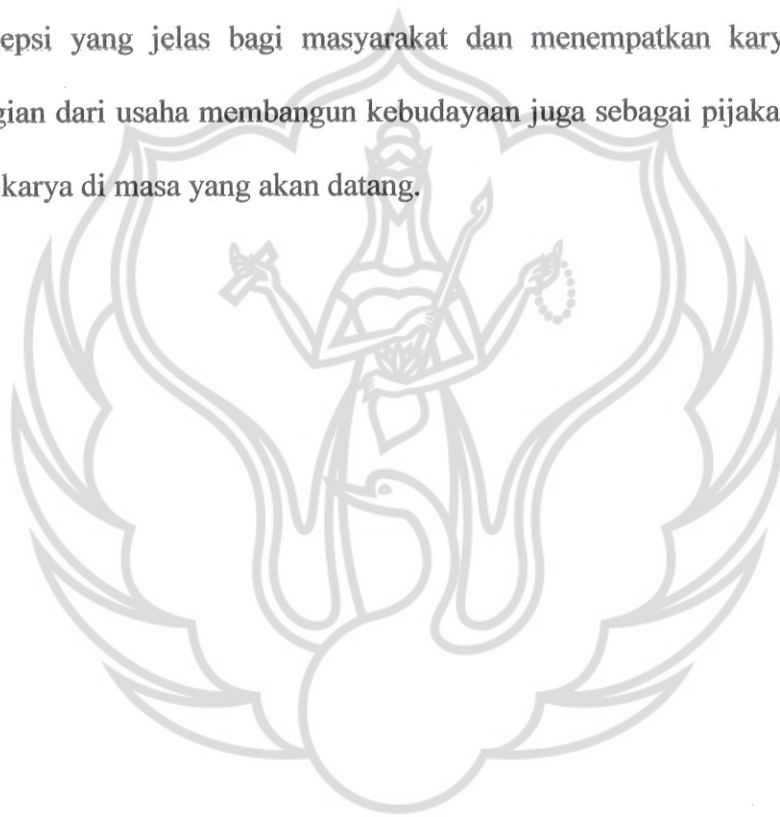 epsi yang jelas bagi masyarakat dan menempatkan kary
gian dari usaha membangun kebudayaan juga sebagai pijaka
karya di masa yang akan datang.